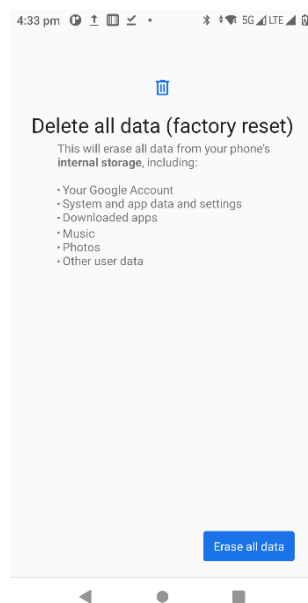 4:33 pm 5G LTE
Delete all data (factory reset)
This will erase all data from your phone's
internal storage, including:
• Your Google Account
• System and app data and settings
• Downloaded apps
• Music
• Photos
• Other user data
Erase all data